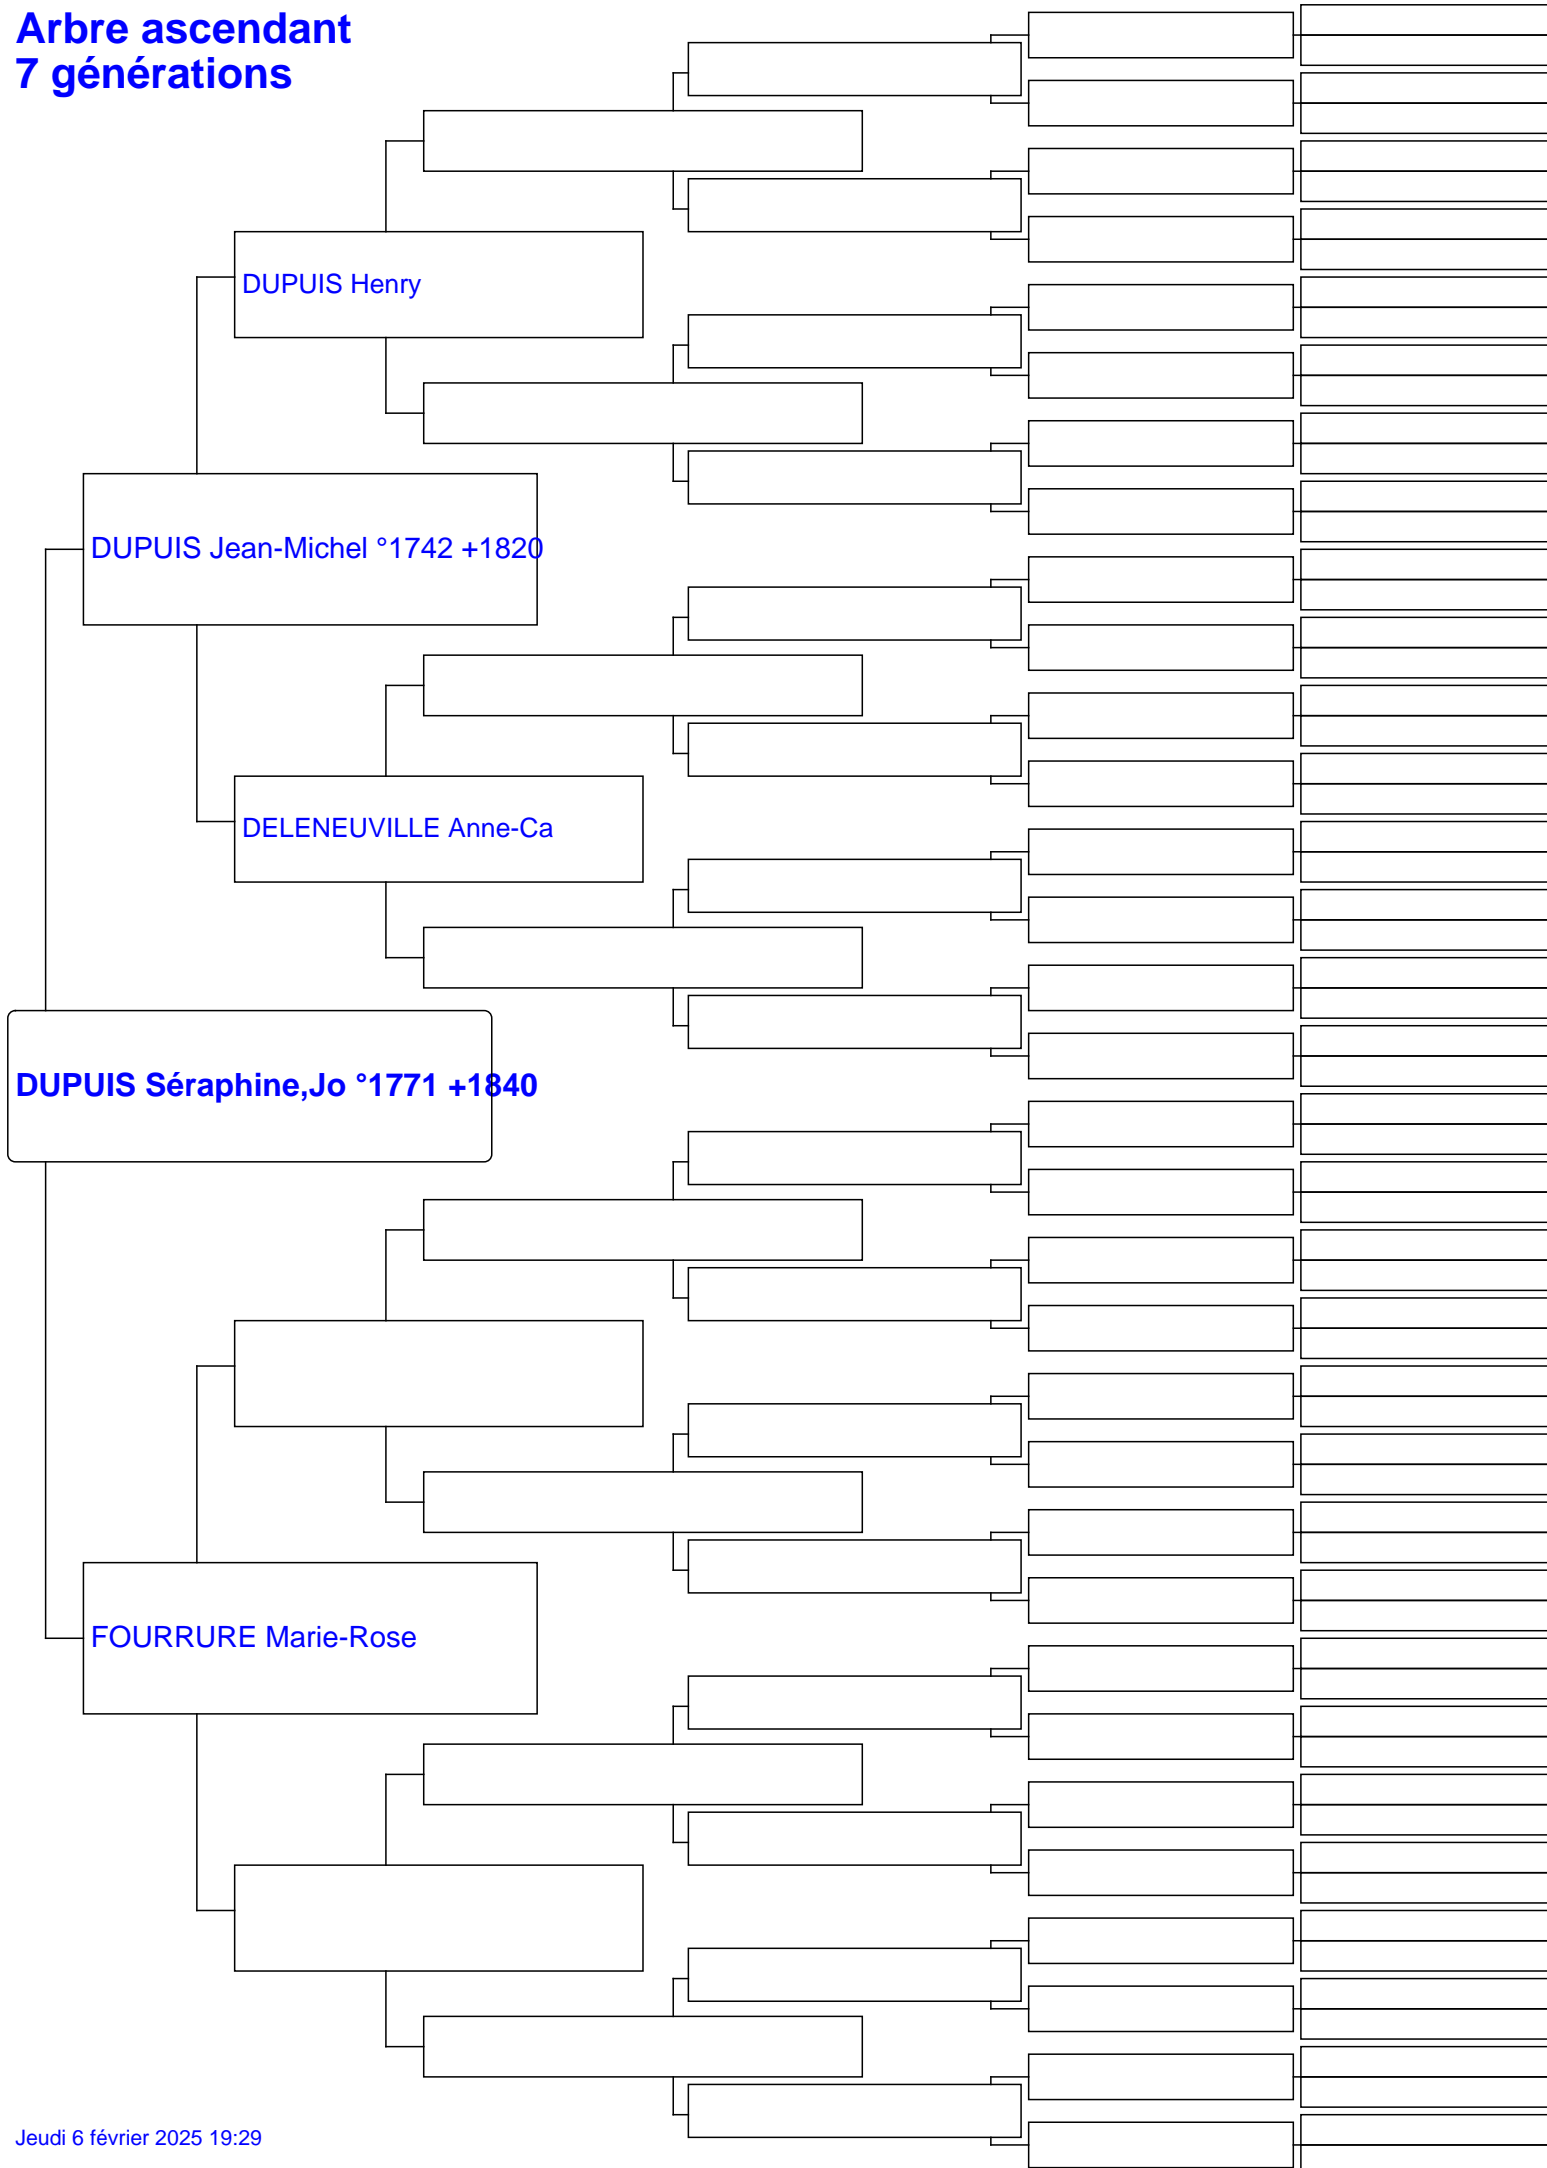 Arbre ascendant
7 générations
DUPUIS Henry
DUPUIS Jean-Michel °1742 +1820
DELENEUVILLE Anne-Ca
DUPUIS Séraphine,Jo °1771 +1840
FOURRURE Marie-Rose
Jeudi 6 février 2025 19:29